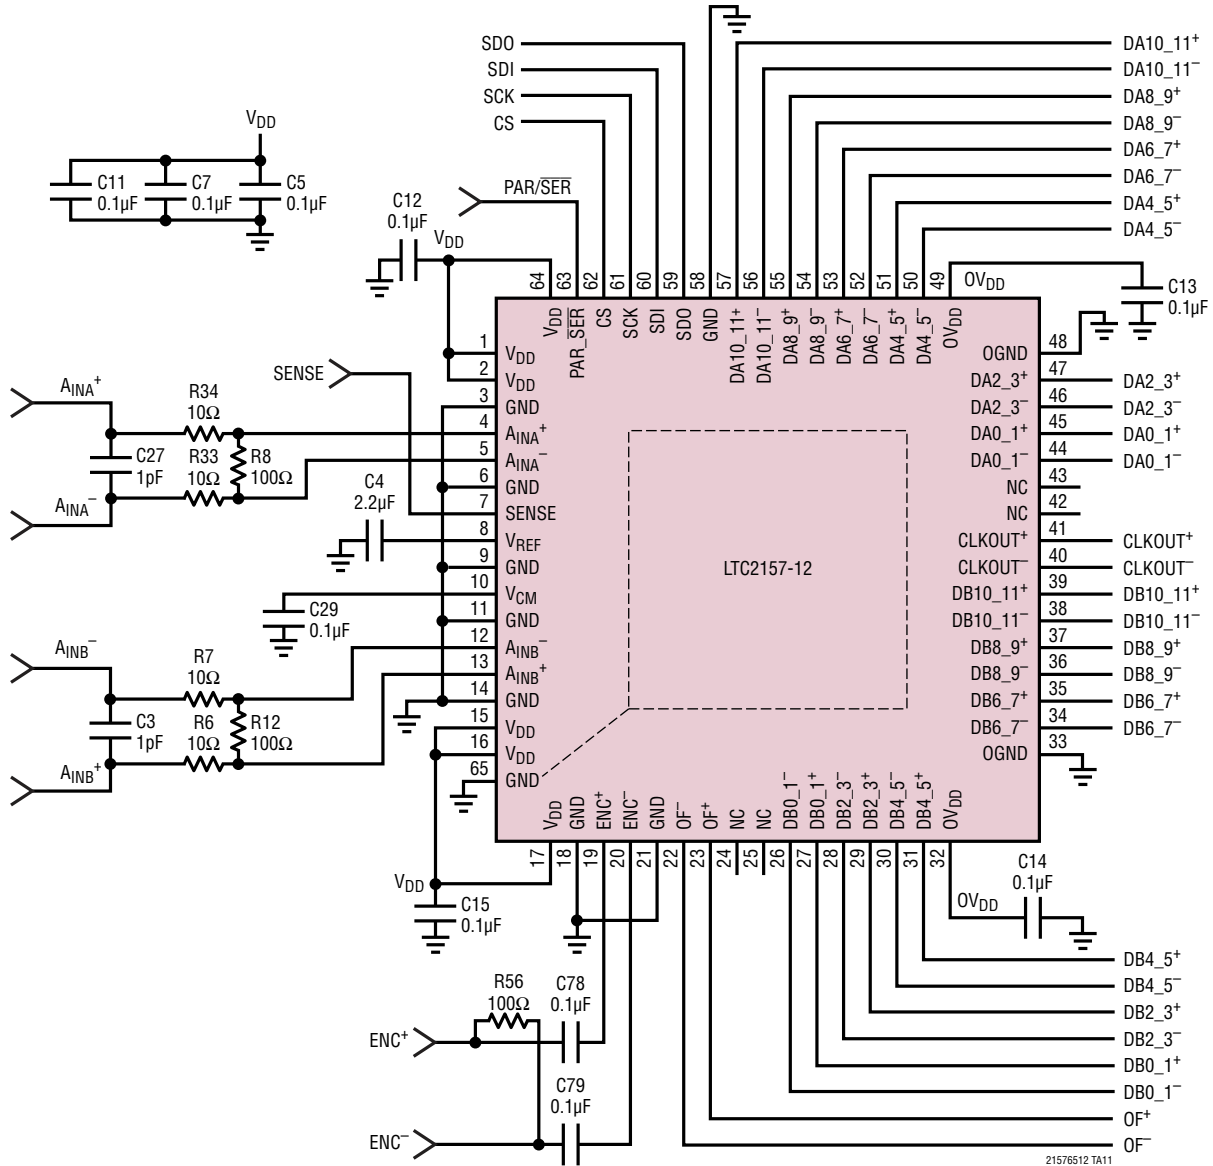 SDO
SDI
SCK
CS
DA10_11+
DA10_11−
DA8_9+
DA8_9−
DA6_7+
DA6_7−
DA4_5+
DA4_5−
VDD
C11
0.1µF
C7
0.1µF
C5
0.1µF
PAR/SER
C12
0.1µF
VDD
64
63
62
61
60
59
58
57
56
55
54
53
52
51
50
49
OVDD
C13
0.1µF
VDD
PAR_SER
CS
SCK
SDI
SDO
GND
DA10_11+
DA10_11−
DA8_9+
DA8_9−
DA6_7+
DA6_7−
DA4_5+
DA4_5−
OVDD
1 VDD
2 VDD
3 GND
4 AINA+
5 AINA−
6 GND
7 SENSE
8 VREF
9 GND
10 VCM
11 GND
12 AINB−
13 AINB+
14 GND
15 VDD
16 VDD
65 GND
SENSE
AINA+
R34
10Ω
C27
1pF
R33
10Ω
R8
100Ω
AINA−
C4
2.2µF
C29
0.1µF
AINB−
R7
10Ω
C3
1pF
R6
10Ω
R12
100Ω
AINB+
LTC2157-12
OGND 48
DA2_3+ 47 DA2_3+
DA2_3− 46 DA2_3−
DA0_1+ 45 DA0_1+
DA0_1− 44 DA0_1−
NC 43
NC 42
CLKOUT+ 41 CLKOUT+
CLKOUT− 40 CLKOUT−
DB10_11+ 39 DB10_11+
DB10_11− 38 DB10_11−
DB8_9+ 37 DB8_9+
DB8_9− 36 DB8_9−
DB6_7+ 35 DB6_7+
DB6_7− 34 DB6_7−
OGND 33
VDD
GND
ENC+
ENC−
GND
OF−
OF+
NC
NC
DB0_1−
DB0_1+
DB2_3−
DB2_3+
DB4_5−
DB4_5+
OVDD
17
18
19
20
21
22
23
24
25
26
27
28
29
30
31
32
VDD
C15
0.1µF
C14
0.1µF
OVDD
R56
100Ω
C78
0.1µF
ENC+
C79
0.1µF
ENC−
DB4_5+
DB4_5−
DB2_3+
DB2_3−
DB0_1+
DB0_1−
OF+
OF−
21576512 TA11